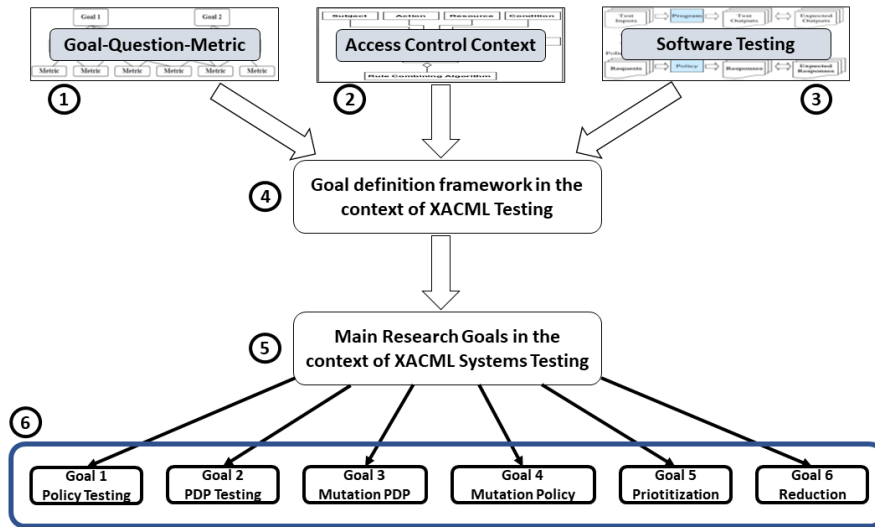 Goal 1
Goal 2
Goal-Question-Metric
Metric Metric Metric Metric Metric Metric
1
Subject Action Resource Condition
Access Control Context
Rule Combining Algorithm
2
Test Inputs Program Test Outputs Expected Outputs
Software Testing
Requests Policy Responses Expected Responses
3
4
Goal definition framework in the
context of XACML Testing
5
Main Research Goals in the
context of XACML Systems Testing
6
Goal 1
Policy Testing
Goal 2
PDP Testing
Goal 3
Mutation PDP
Goal 4
Mutation Policy
Goal 5
Priotitization
Goal 6
Reduction